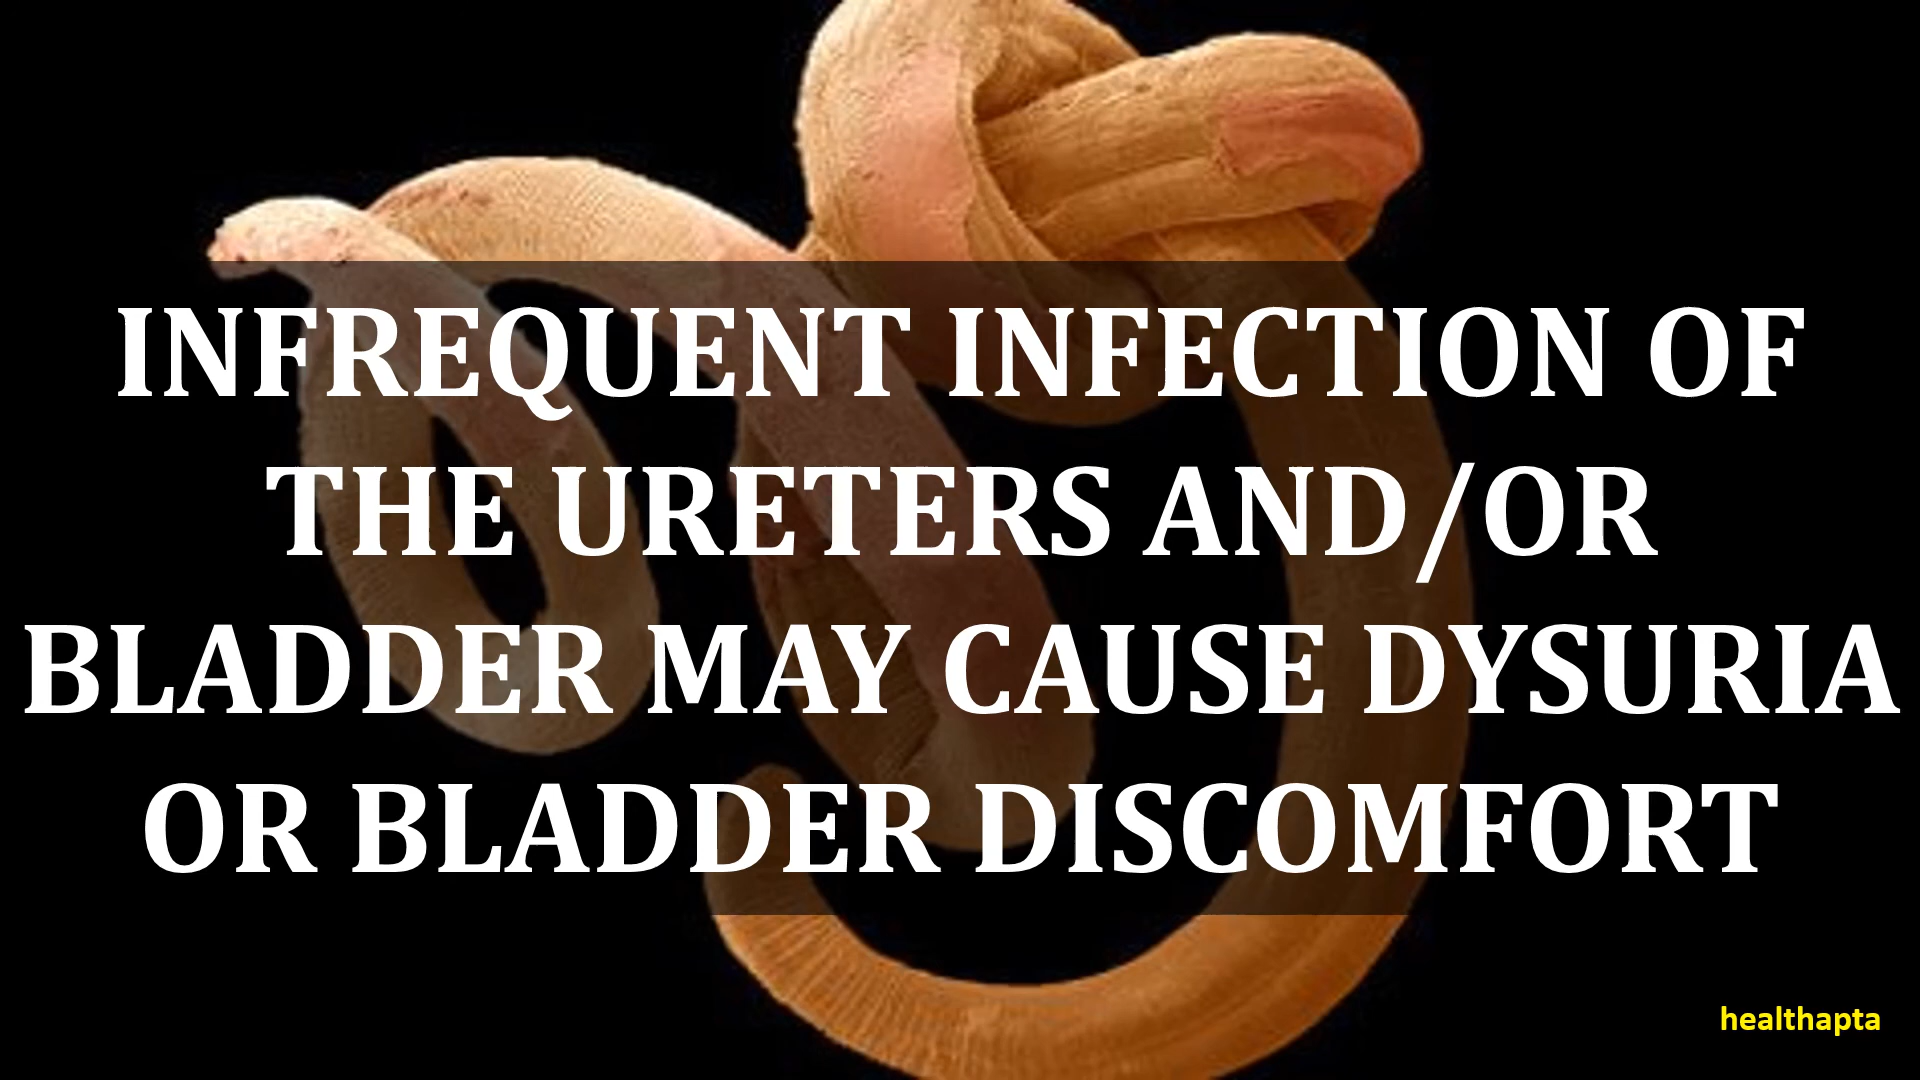 INFREQUENT INFECTION OF
THE URETERS AND/OR
BLADDER MAY CAUSE DYSURIA
OR BLADDER DISCOMFORT
healthapta